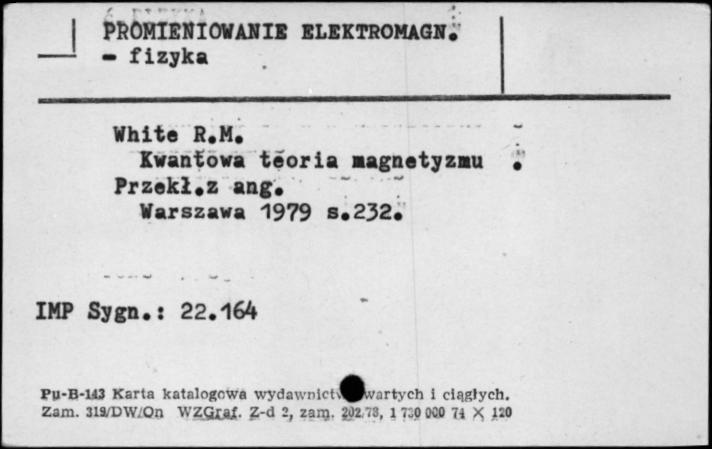 PROMIENIOWANIE ELEKTROMAGN.
- fizyka
White R.M.
Kwantowa teoria magnetyzmu .
Przekł.z ang.
Warszawa 1979 s.232.
IMP Sygn.: 22.164
Pu-B-143 Karta katalogowa wydawnictw zwartych i ciągłych.
Zam. 319/DW/Qn WZGraf. Z-d 2, zam. 202.78, 1 730 000 74 X 120